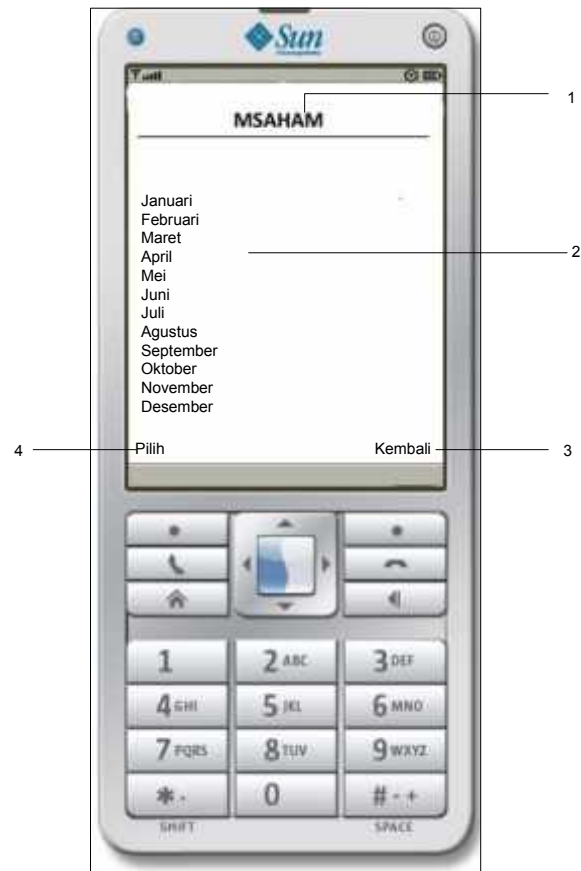 Sun
1
MSAHAM
Januari
Februari
Maret
April
2
Mei
Juni
Juli
Agustus
September
Oktober
November
Desember
4
Pilih
Kembali
3
1
2 ABC
3 DEF
4 GHI
5 JKL
6 MNO
7 PQRS
8 TUV
9 WXYZ
* .
0
# - +
SHIFT
SPACE